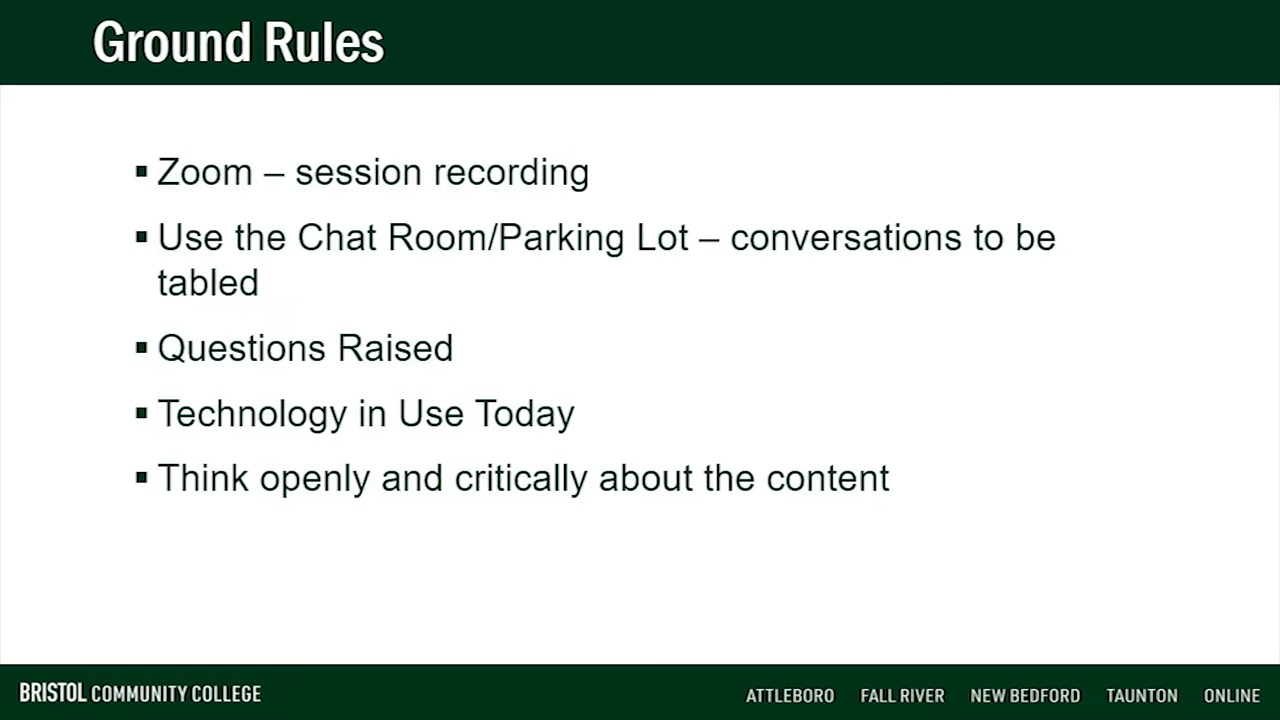 Ground Rules
▪ Zoom – session recording
▪ Use the Chat Room/Parking Lot – conversations to be
tabled
▪ Questions Raised
▪ Technology in Use Today
▪ Think openly and critically about the content
BRISTOL COMMUNITY COLLEGE
ATTLEBORO FALL RIVER NEW BEDFORD TAUNTON ONLINE